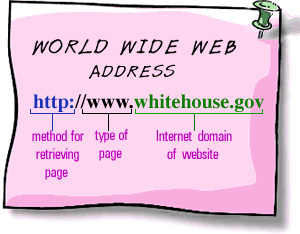 WORLD WIDE WEB
ADDRESS
http://www.whitehouse.gov
method for retrieving page
type of page
Internet domain of website